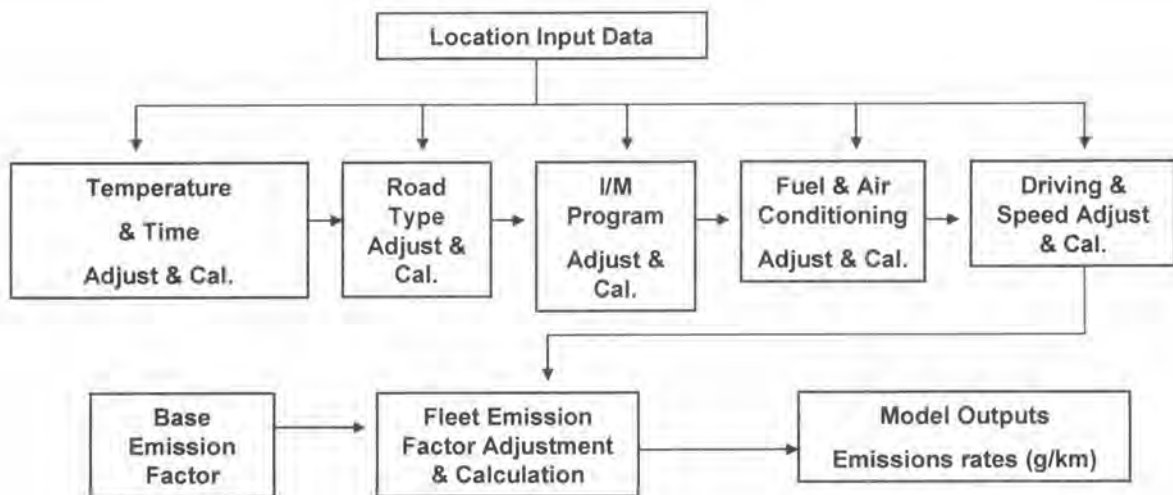 Location Input Data
Temperature
& Time
Adjust & Cal.
Road
Type
Adjust &
Cal.
I/M
Program
Adjust &
Cal.
Fuel & Air
Conditioning
Adjust & Cal.
Driving &
Speed Adjust
& Cal.
Base
Emission
Factor
Fleet Emission
Factor Adjustment
& Calculation
Model Outputs
Emissions rates (g/km)